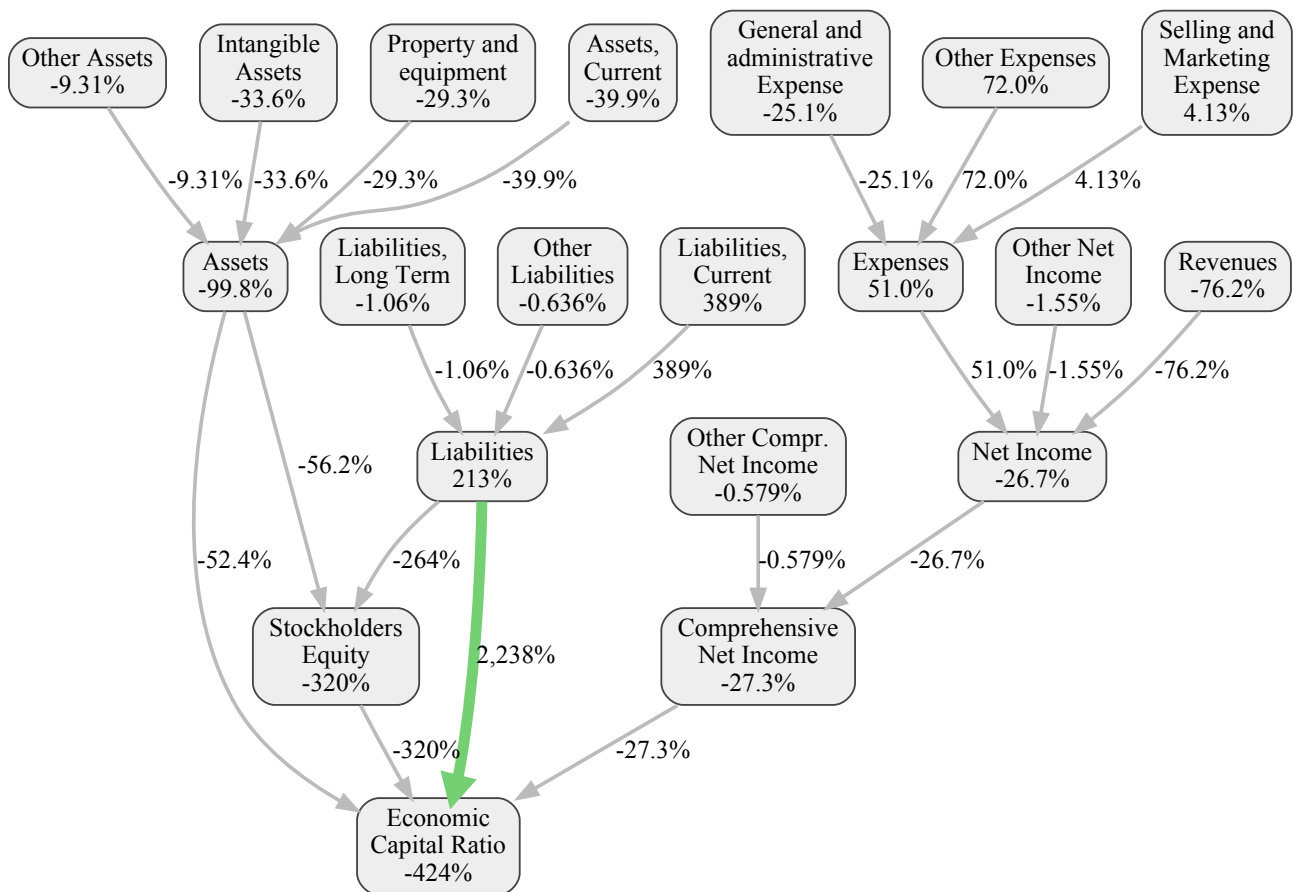 Other Assets
-9.31%
Intangible
Assets
-33.6%
Property and
equipment
-29.3%
Assets,
Current
-39.9%
General and
administrative
Expense
-25.1%
Other Expenses
72.0%
Selling and
Marketing
Expense
4.13%
-9.31%
-33.6%
-29.3%
-39.9%
-25.1%
72.0%
4.13%
Assets
-99.8%
Liabilities,
Long Term
-1.06%
Other
Liabilities
-0.636%
Liabilities,
Current
389%
Expenses
51.0%
Other Net
Income
-1.55%
Revenues
-76.2%
-1.06%
-0.636%
389%
51.0%
-1.55%
-76.2%
-56.2%
Liabilities
213%
Other Compr.
Net Income
-0.579%
Net Income
-26.7%
-52.4%
-264%
-0.579%
-26.7%
Stockholders
Equity
-320%
2,238%
Comprehensive
Net Income
-27.3%
-320%
-27.3%
Economic
Capital Ratio
-424%